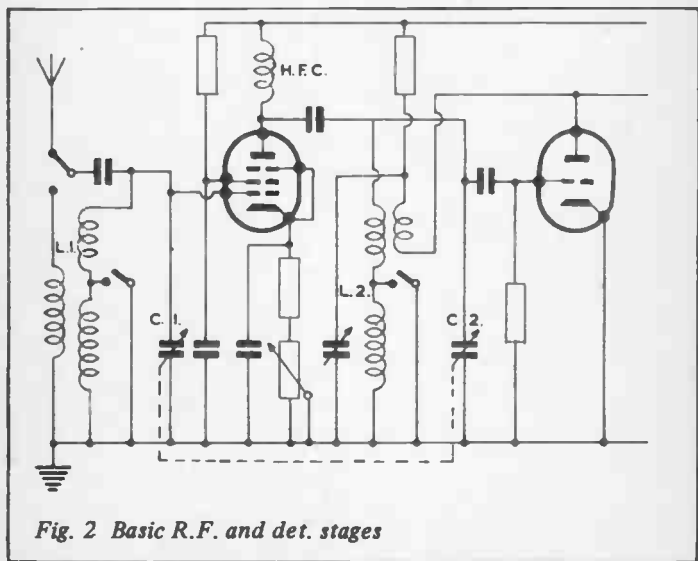 H.F.C.
L.1.
C.1.
L.2.
C.2.
Fig. 2 Basic R.F. and det. stages